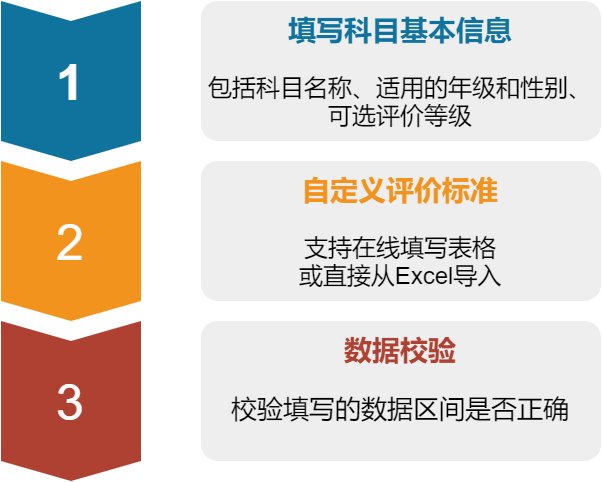 1
填写科目基本信息
包括科目名称、适用的年级和性别、
可选评价等级
2
自定义评价标准
支持在线填写表格
或直接从Excel导入
3
数据校验
校验填写的数据区间是否正确